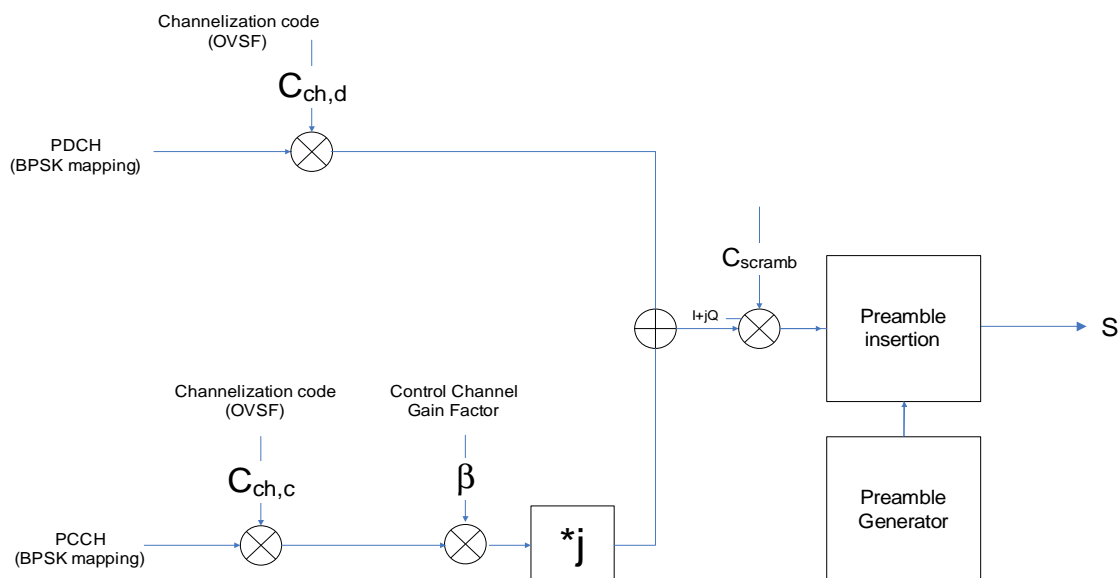 Channelization code
(OVSF)
Cch,d
PDCH
(BPSK mapping)
Cscramb
I+jQ
Preamble
insertion
S
Channelization code
(OVSF)
Control Channel
Gain Factor
Cch,c
β
PCCH
(BPSK mapping)
*j
Preamble
Generator